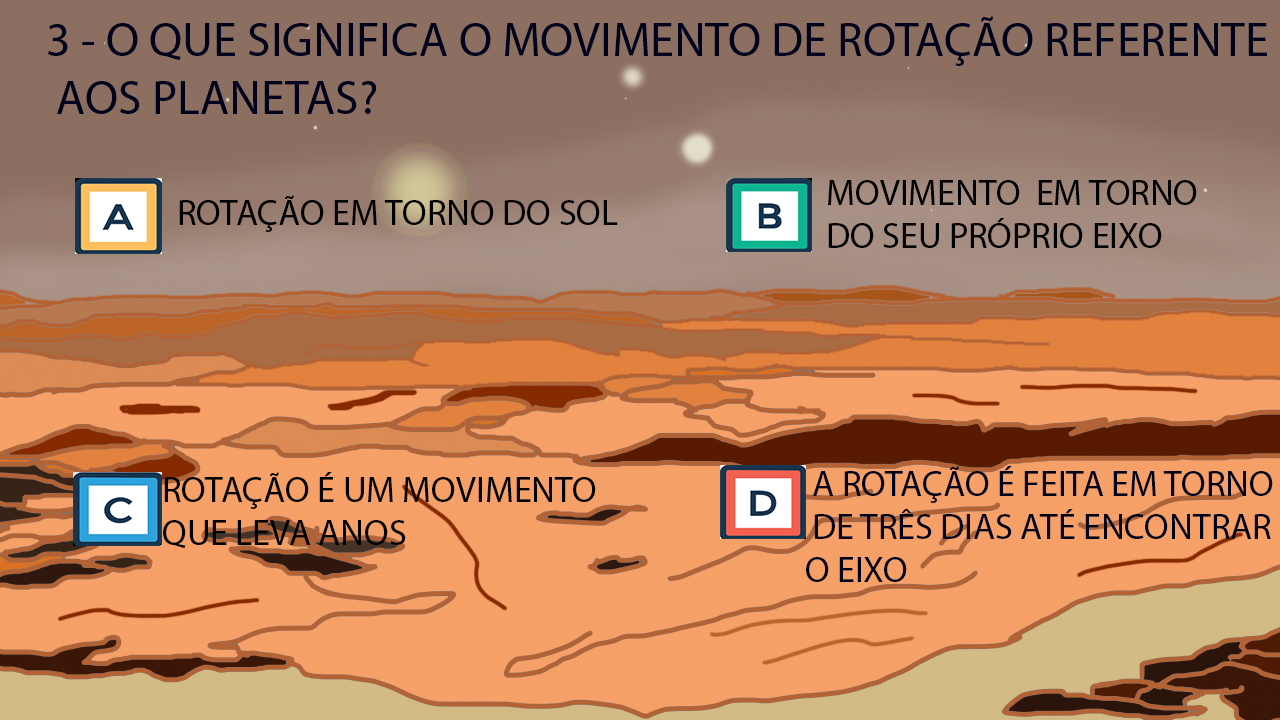 3 - O QUE SIGNIFICA O MOVIMENTO DE ROTAÇÃO REFERENTE
AOS PLANETAS?
A
ROTAÇÃO EM TORNO DO SOL
B
MOVIMENTO EM TORNO
DO SEU PRÓPRIO EIXO
C
ROTAÇÃO É UM MOVIMENTO
QUE LEVA ANOS
D
A ROTAÇÃO É FEITA EM TORNO
DE TRÊS DIAS ATÉ ENCONTRAR
O EIXO